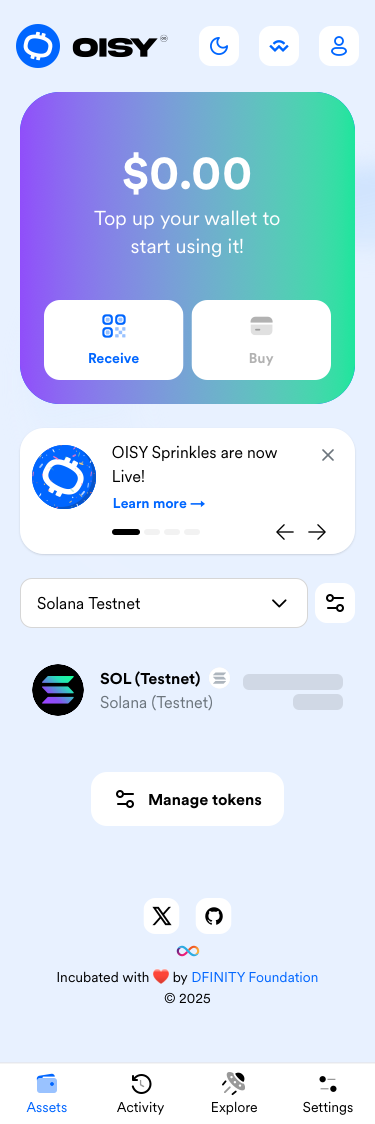 OISY
$0.00
Top up your wallet to
start using it!
Receive
Buy
OISY Sprinkles are now
Live!
Learn more →
Solana Testnet
SOL (Testnet)
Solana (Testnet)
Manage tokens
Incubated with ❤️ by DFINITY Foundation
© 2025
Assets
Activity
Explore
Settings